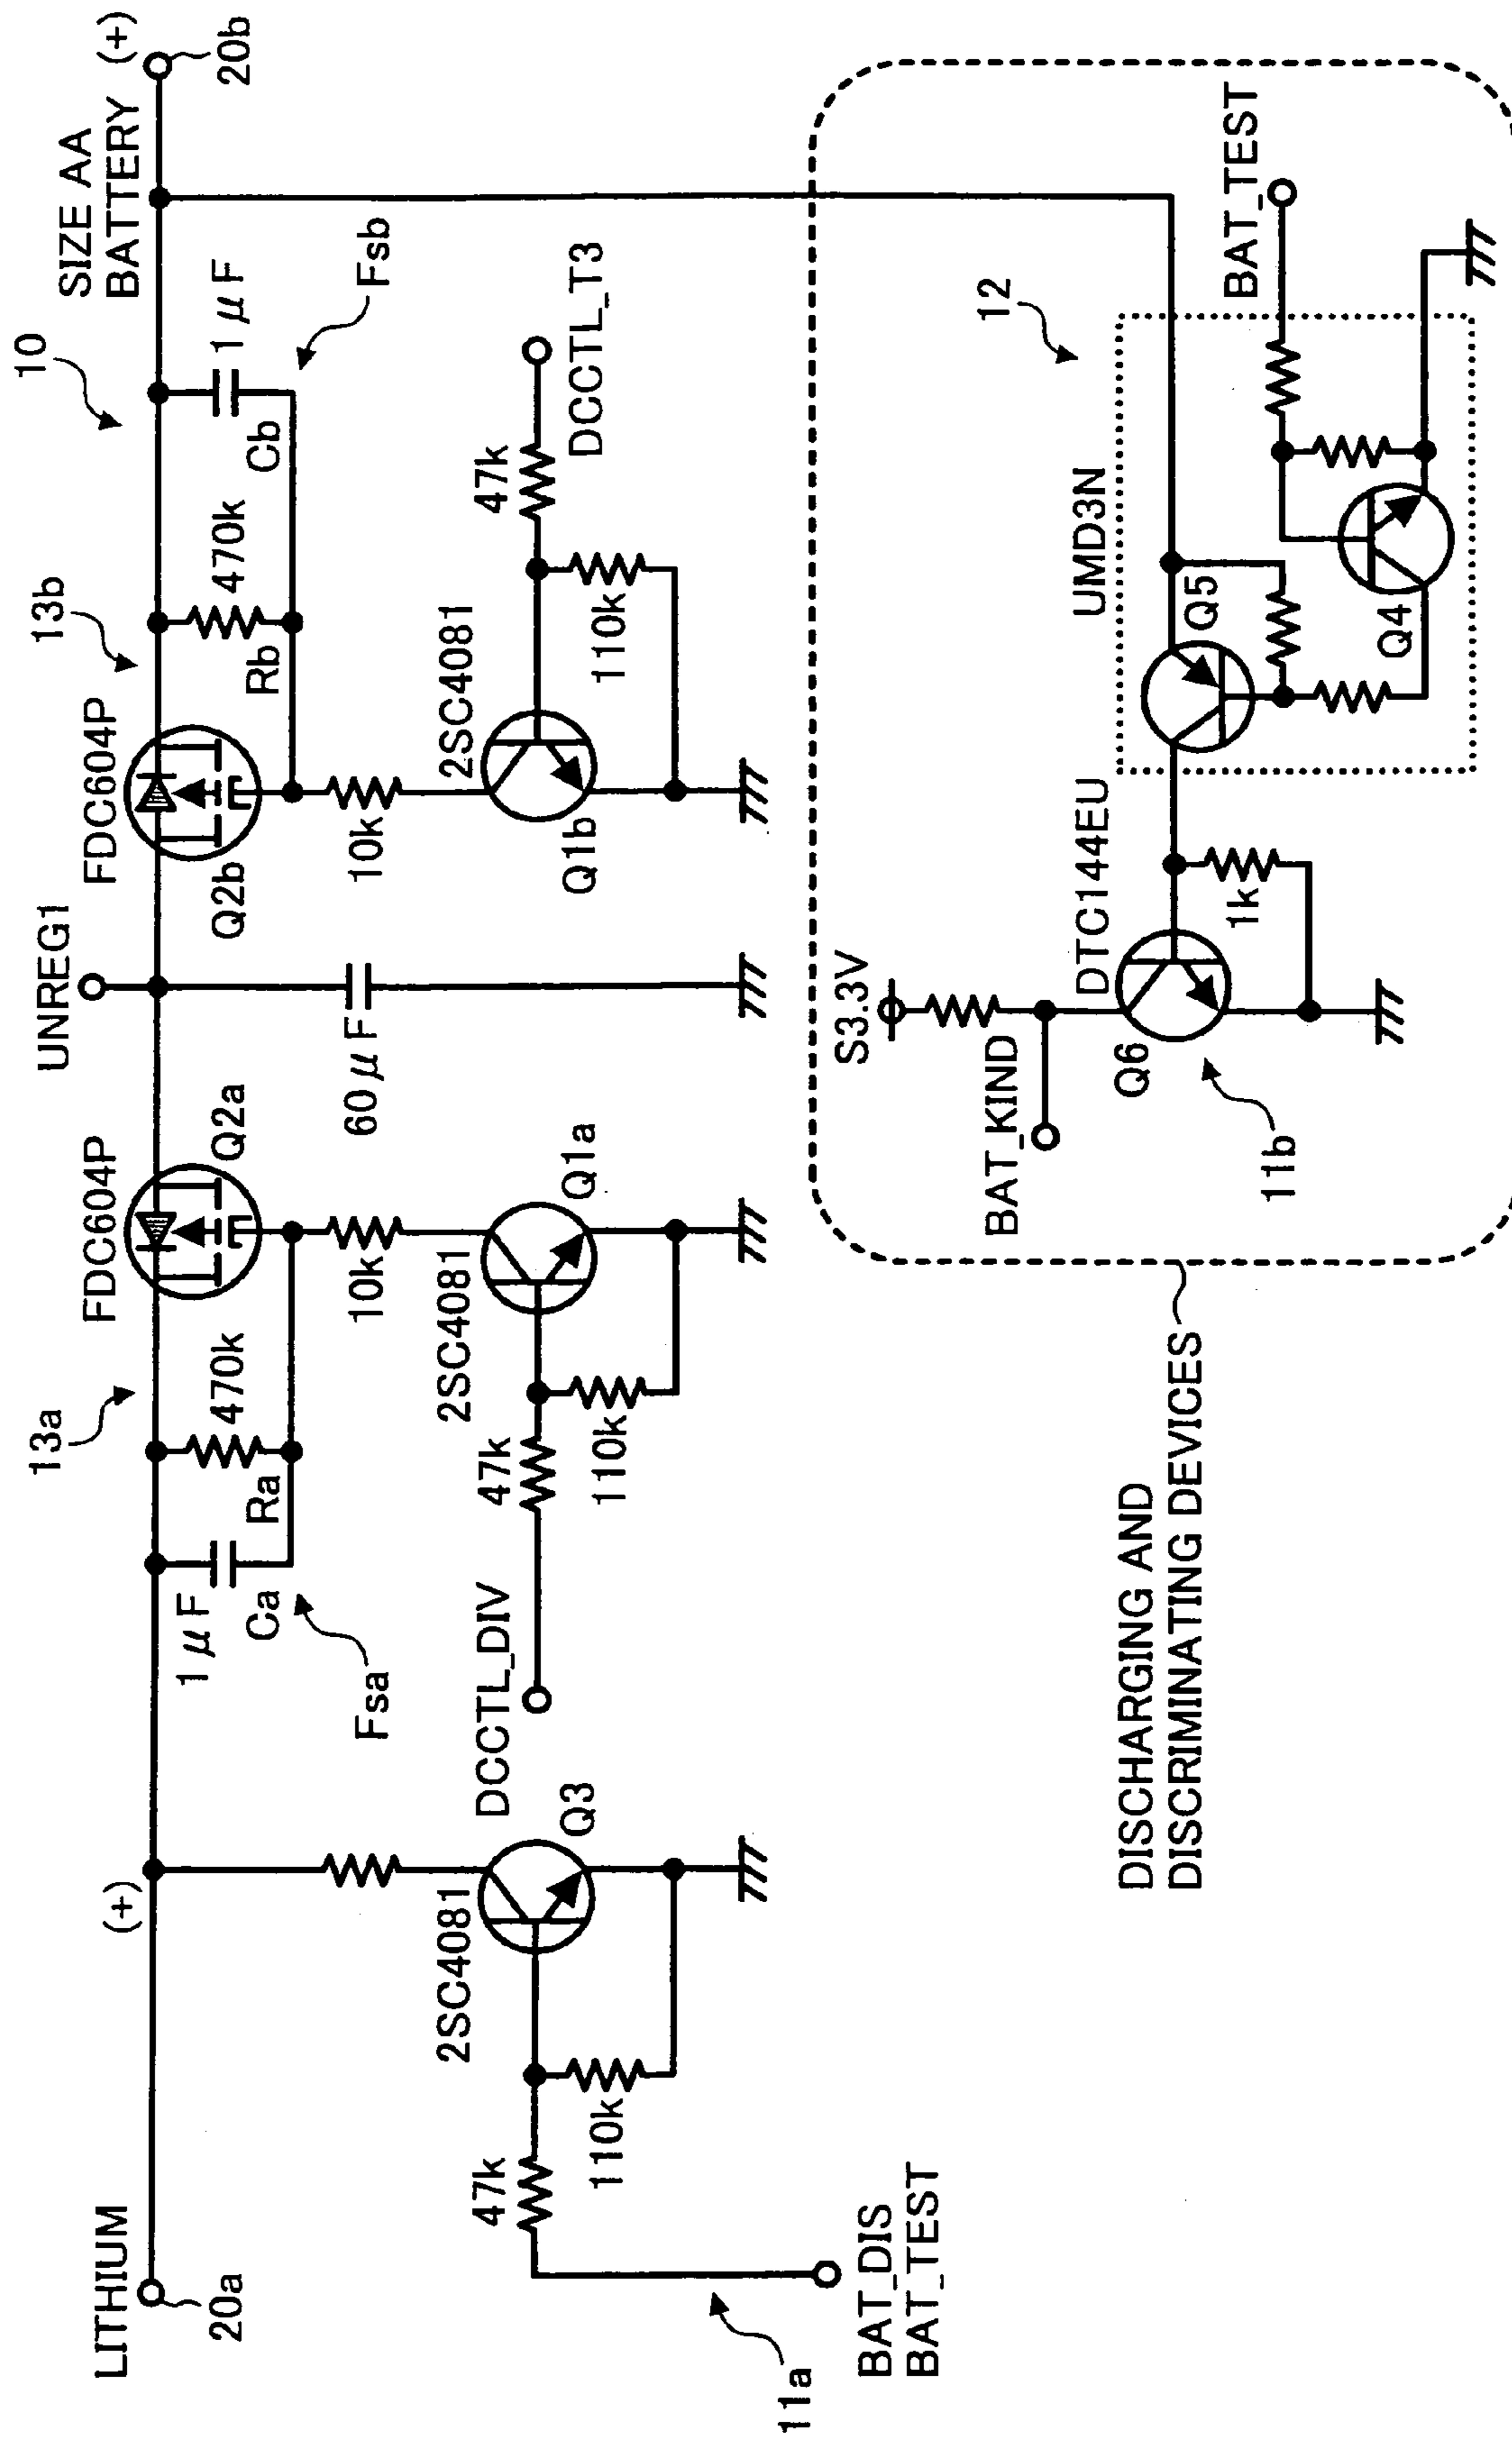 10
LITHIUM
20a
(+)
13a
FDC604P
Q2a
UNREG1
FDC604P
Q2b
13b
SIZE AA
BATTERY
(+)
20b
1μF
Ca
Ra
470k
Fsa
10k
60μF
10k
Rb
470k
Cb
1μF
Fsb
2SC4081
Q3
47k
110k
11a
BAT_DIS
BAT_TEST
DCCTL_DIV
47k
110k
2SC4081
Q1a
2SC4081
Q1b
110k
47k
DCCTL_T3
S3.3V
BAT_KIND
DTC144EU
Q6
1k
11b
UMD3N
12
Q5
Q4
BAT_TEST
DISCHARGING AND
DISCRIMINATING DEVICES